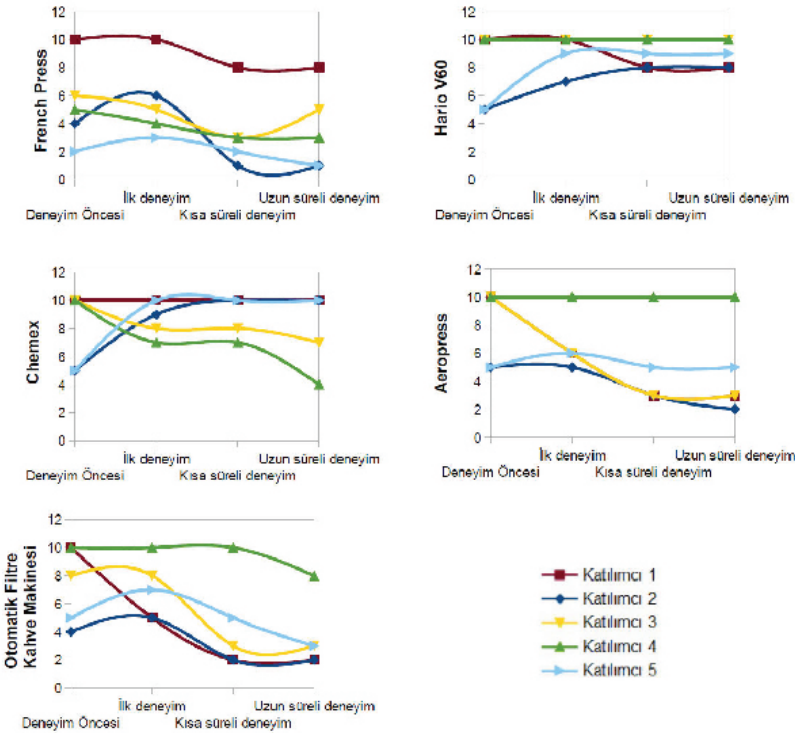 French Press
12
10
8
6
4
2
0
İlk deneyim
Uzun süreli deneyim
Deneyim Öncesi
Kısa süreli deneyim
Hario V60
12
10
8
6
4
2
0
İlk deneyim
Uzun süreli deneyim
Deneyim Öncesi
Kısa süreli deneyim
Chemex
12
10
8
6
4
2
0
İlk deneyim
Uzun süreli deneyim
Deneyim Öncesi
Kısa süreli deneyim
Aeropress
12
10
8
6
4
2
0
İlk deneyim
Uzun süreli deneyim
Deneyim Öncesi
Kısa süreli deneyim
Otomatik Filtre
Kahve Makinesi
12
10
8
6
4
2
0
İlk deneyim
Uzun süreli deneyim
Deneyim Öncesi
Kısa süreli deneyim
Katılımcı 1
Katılımcı 2
Katılımcı 3
Katılımcı 4
Katılımcı 5